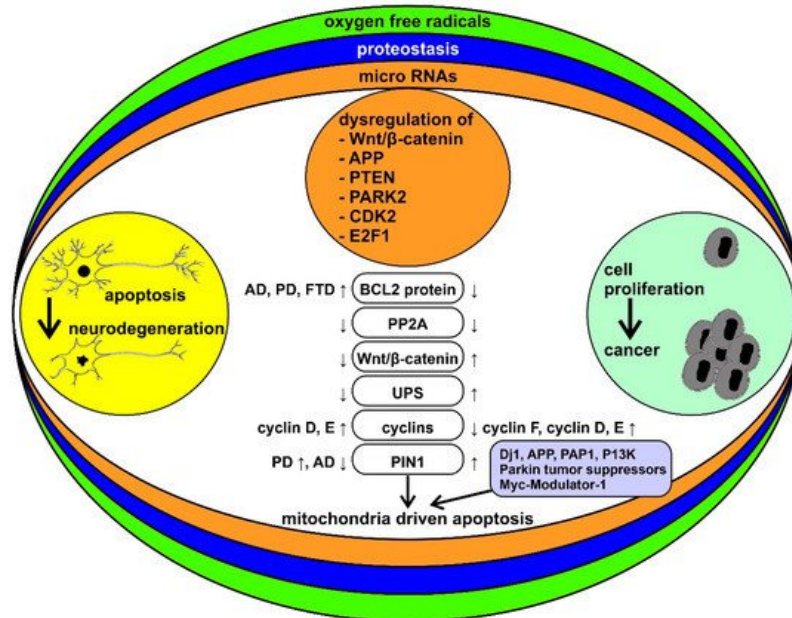 oxygen free radicals
proteostasis
micro RNAs
dysregulation of
- Wnt/β-catenin
- APP
- PTEN
- PARK2
- CDK2
- E2F1
apoptosis
neurodegeneration
cell
proliferation
cancer
AD, PD, FTD ↑ BCL2 protein ↓
↓ PP2A ↓
↓ Wnt/β-catenin ↑
↓ UPS ↑
cyclin D, E ↑ cyclins ↓ cyclin F, cyclin D, E ↑
PD ↑, AD ↓ PIN1 ↑
Dj1, APP, PAP1, P13K
Parkin tumor suppressors
Myc-Modulator-1
mitochondria driven apoptosis